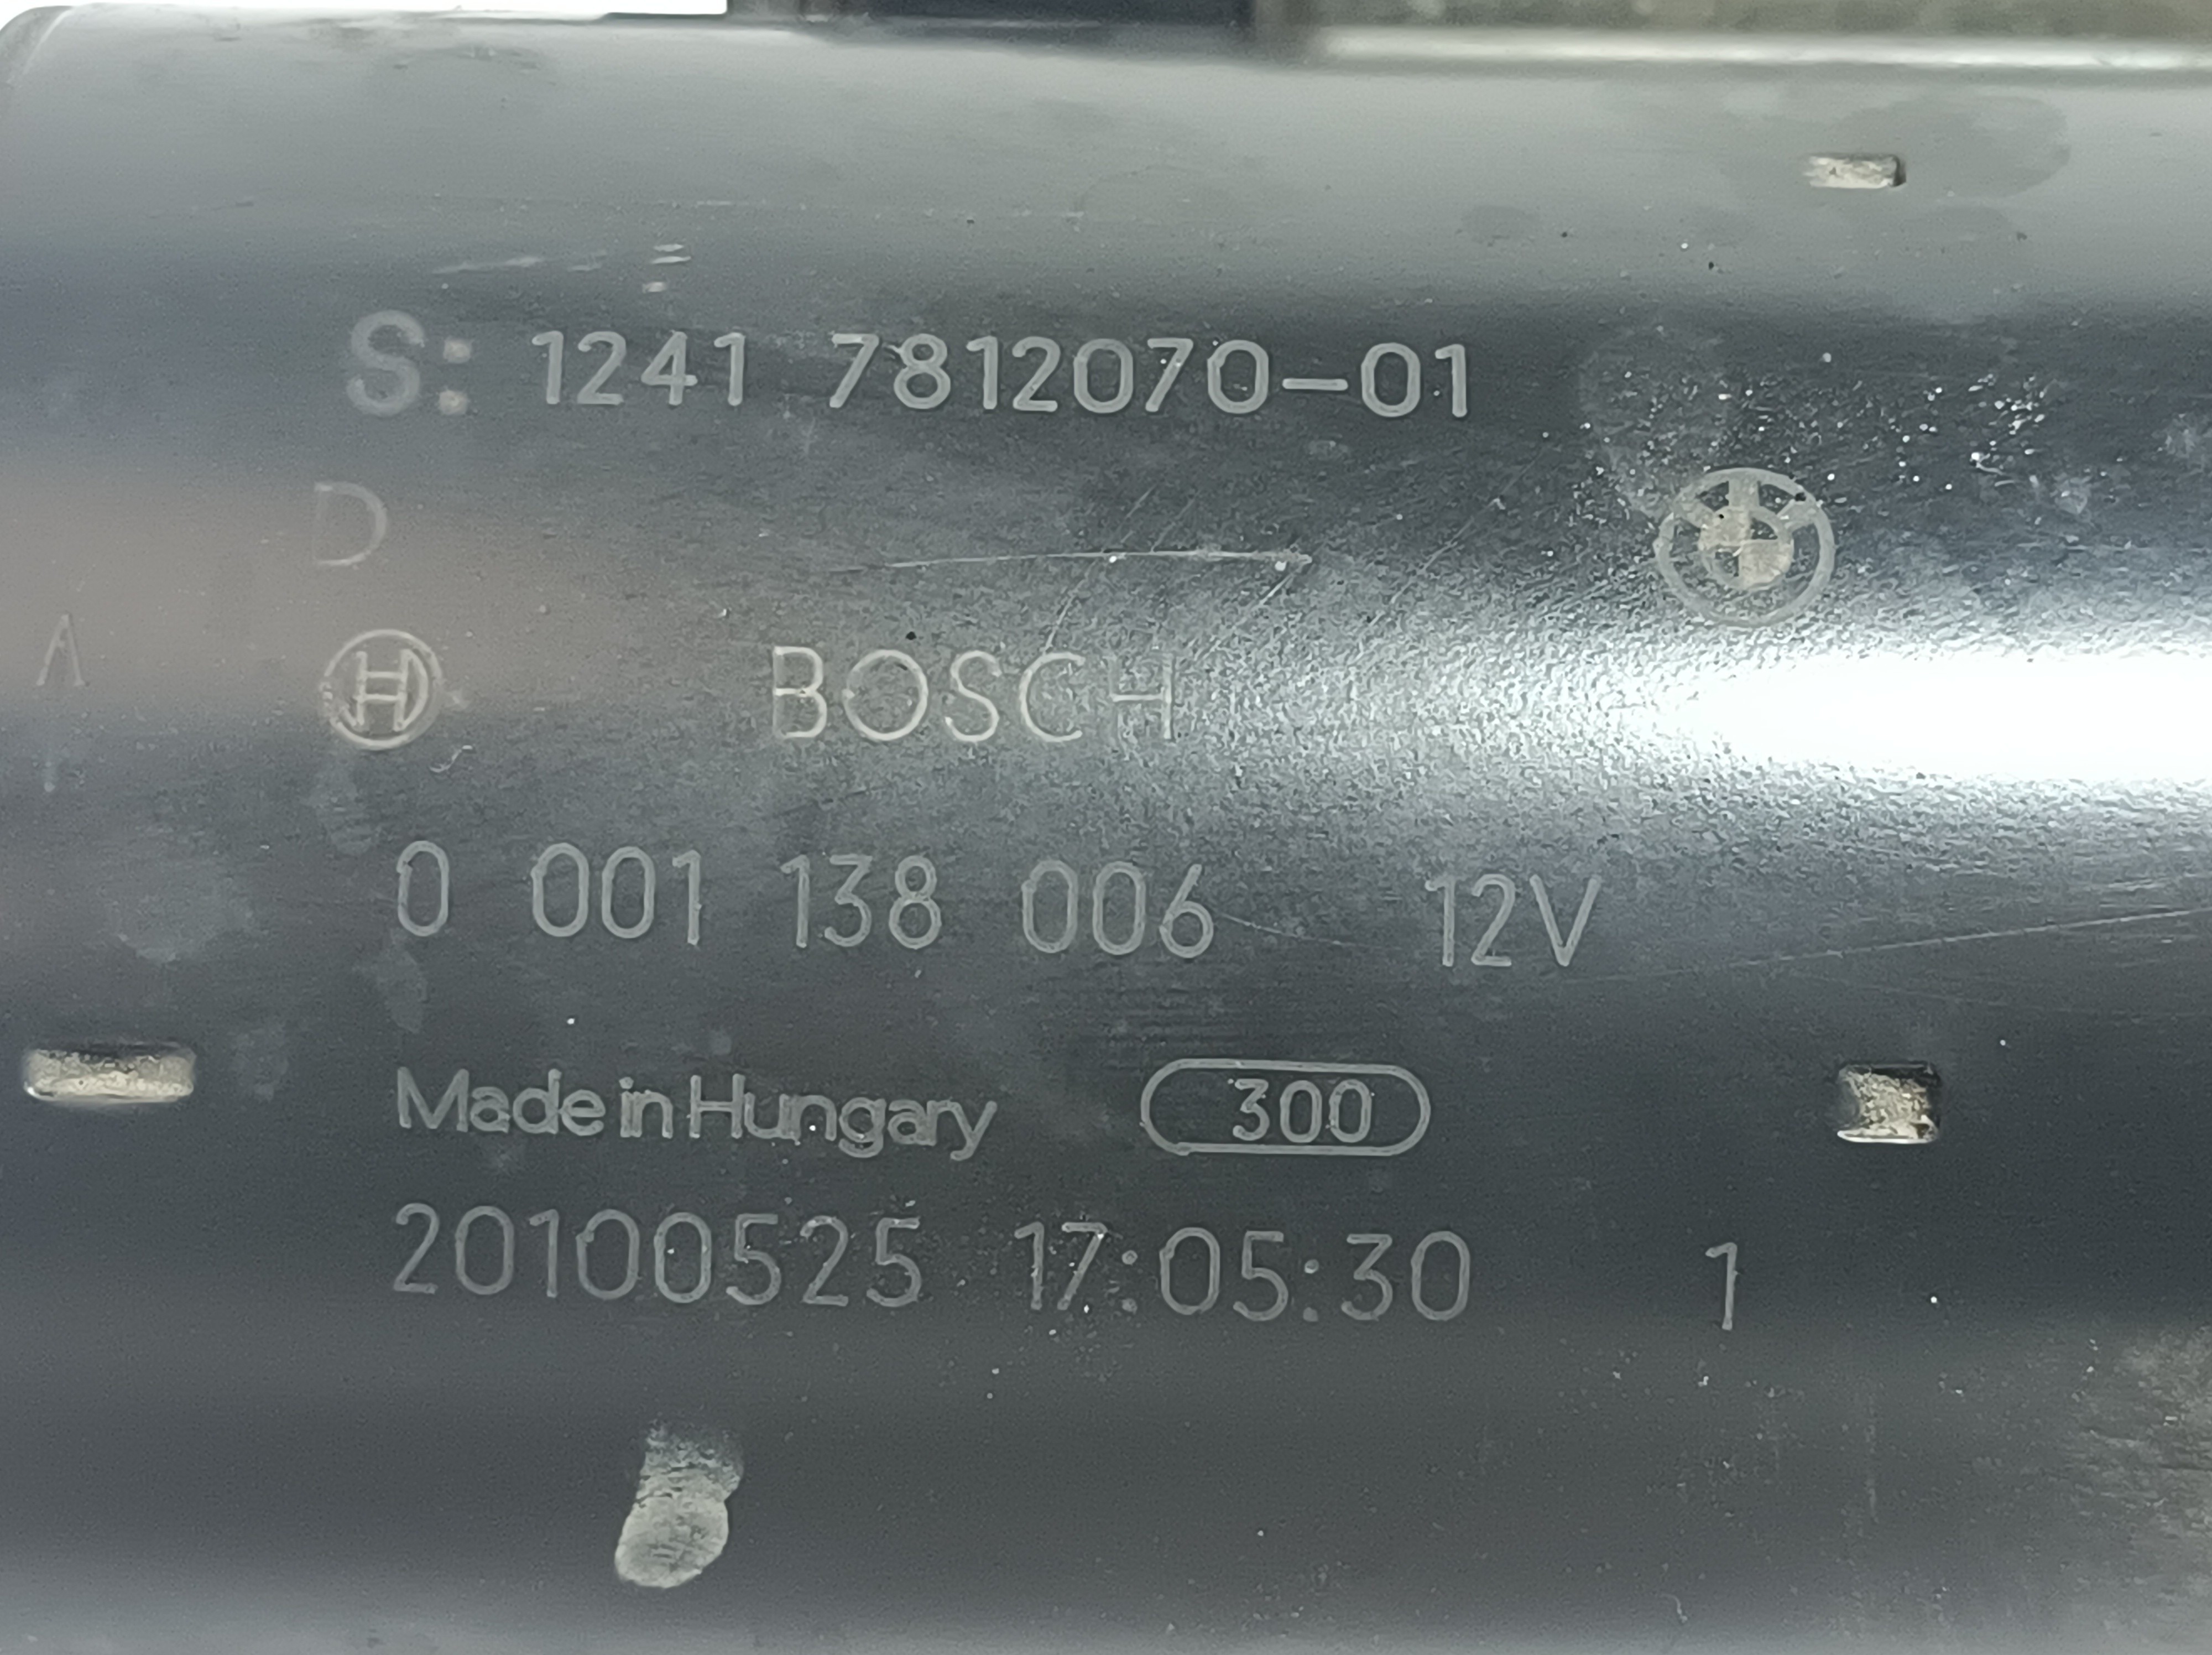 S: 1241 7812070-01
D
A
BOSCH
0 001 138 006 12V
Made in Hungary 300
20100525 17:05:30 1